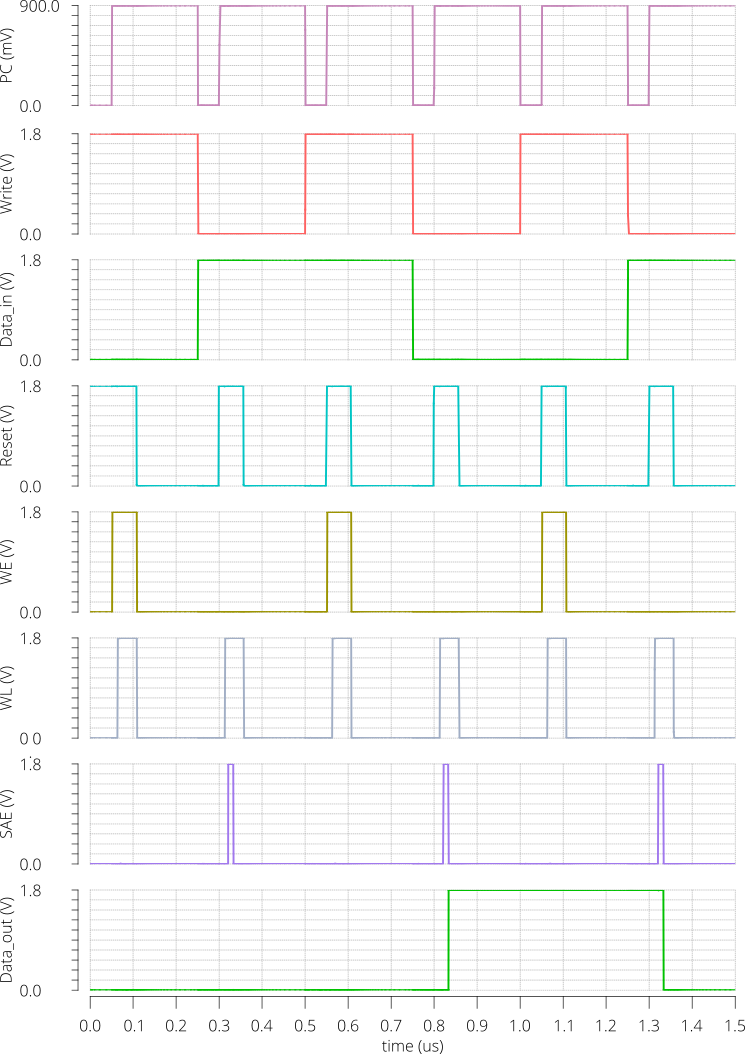 900.0
PC (mV)
0.0
1.8
Write (V)
0.0
1.8
Data_in (V)
0.0
1.8
Reset (V)
0.0
1.8
WE (V)
0.0
1.8
WL (V)
0 0
1.8
SAE (V)
0.0
1.8
Data_out (V)
0.0
0.0 0.1 0.2 0.3 0.4 0.5 0.6 0.7 0.8 0.9 1.0 1.1 1.2 1.3 1.4 1.5
time (us)